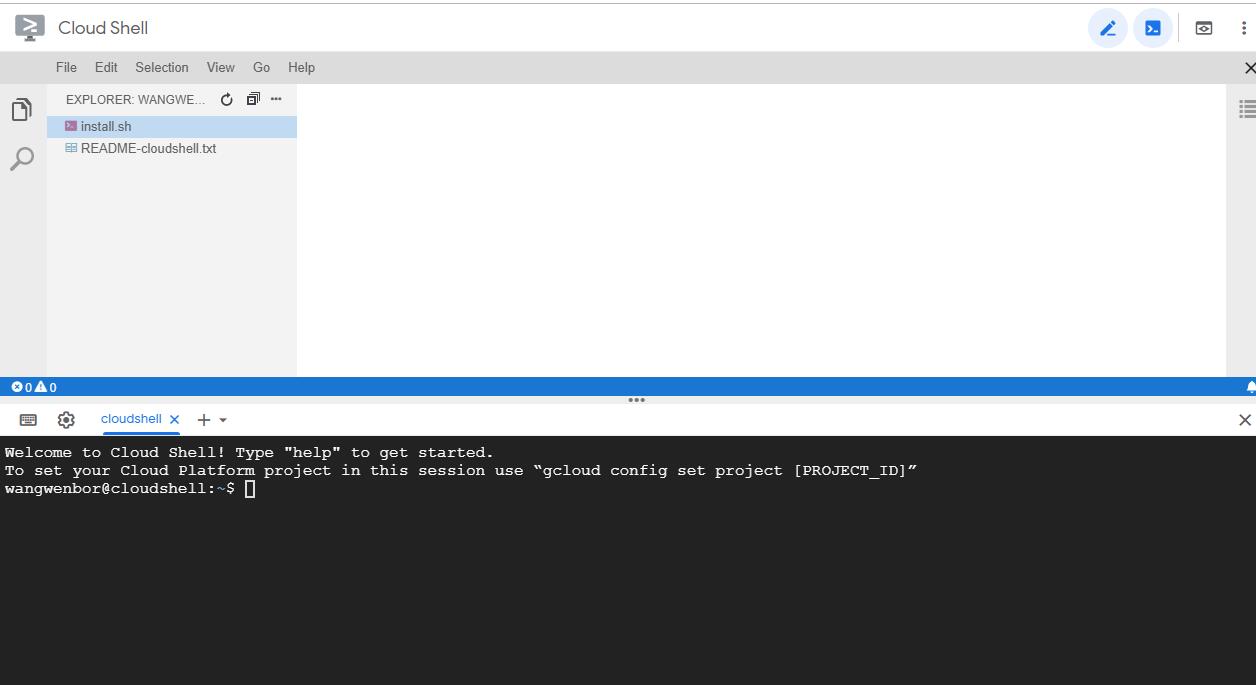 Cloud Shell
File Edit Selection View Go Help
EXPLORER: WANGWE...
install.sh
README-cloudshell.txt
0 0
cloudshell
Welcome to Cloud Shell! Type "help" to get started.
To set your Cloud Platform project in this session use “gcloud config set project [PROJECT_ID]”
wangwenbor@cloudshell:~$